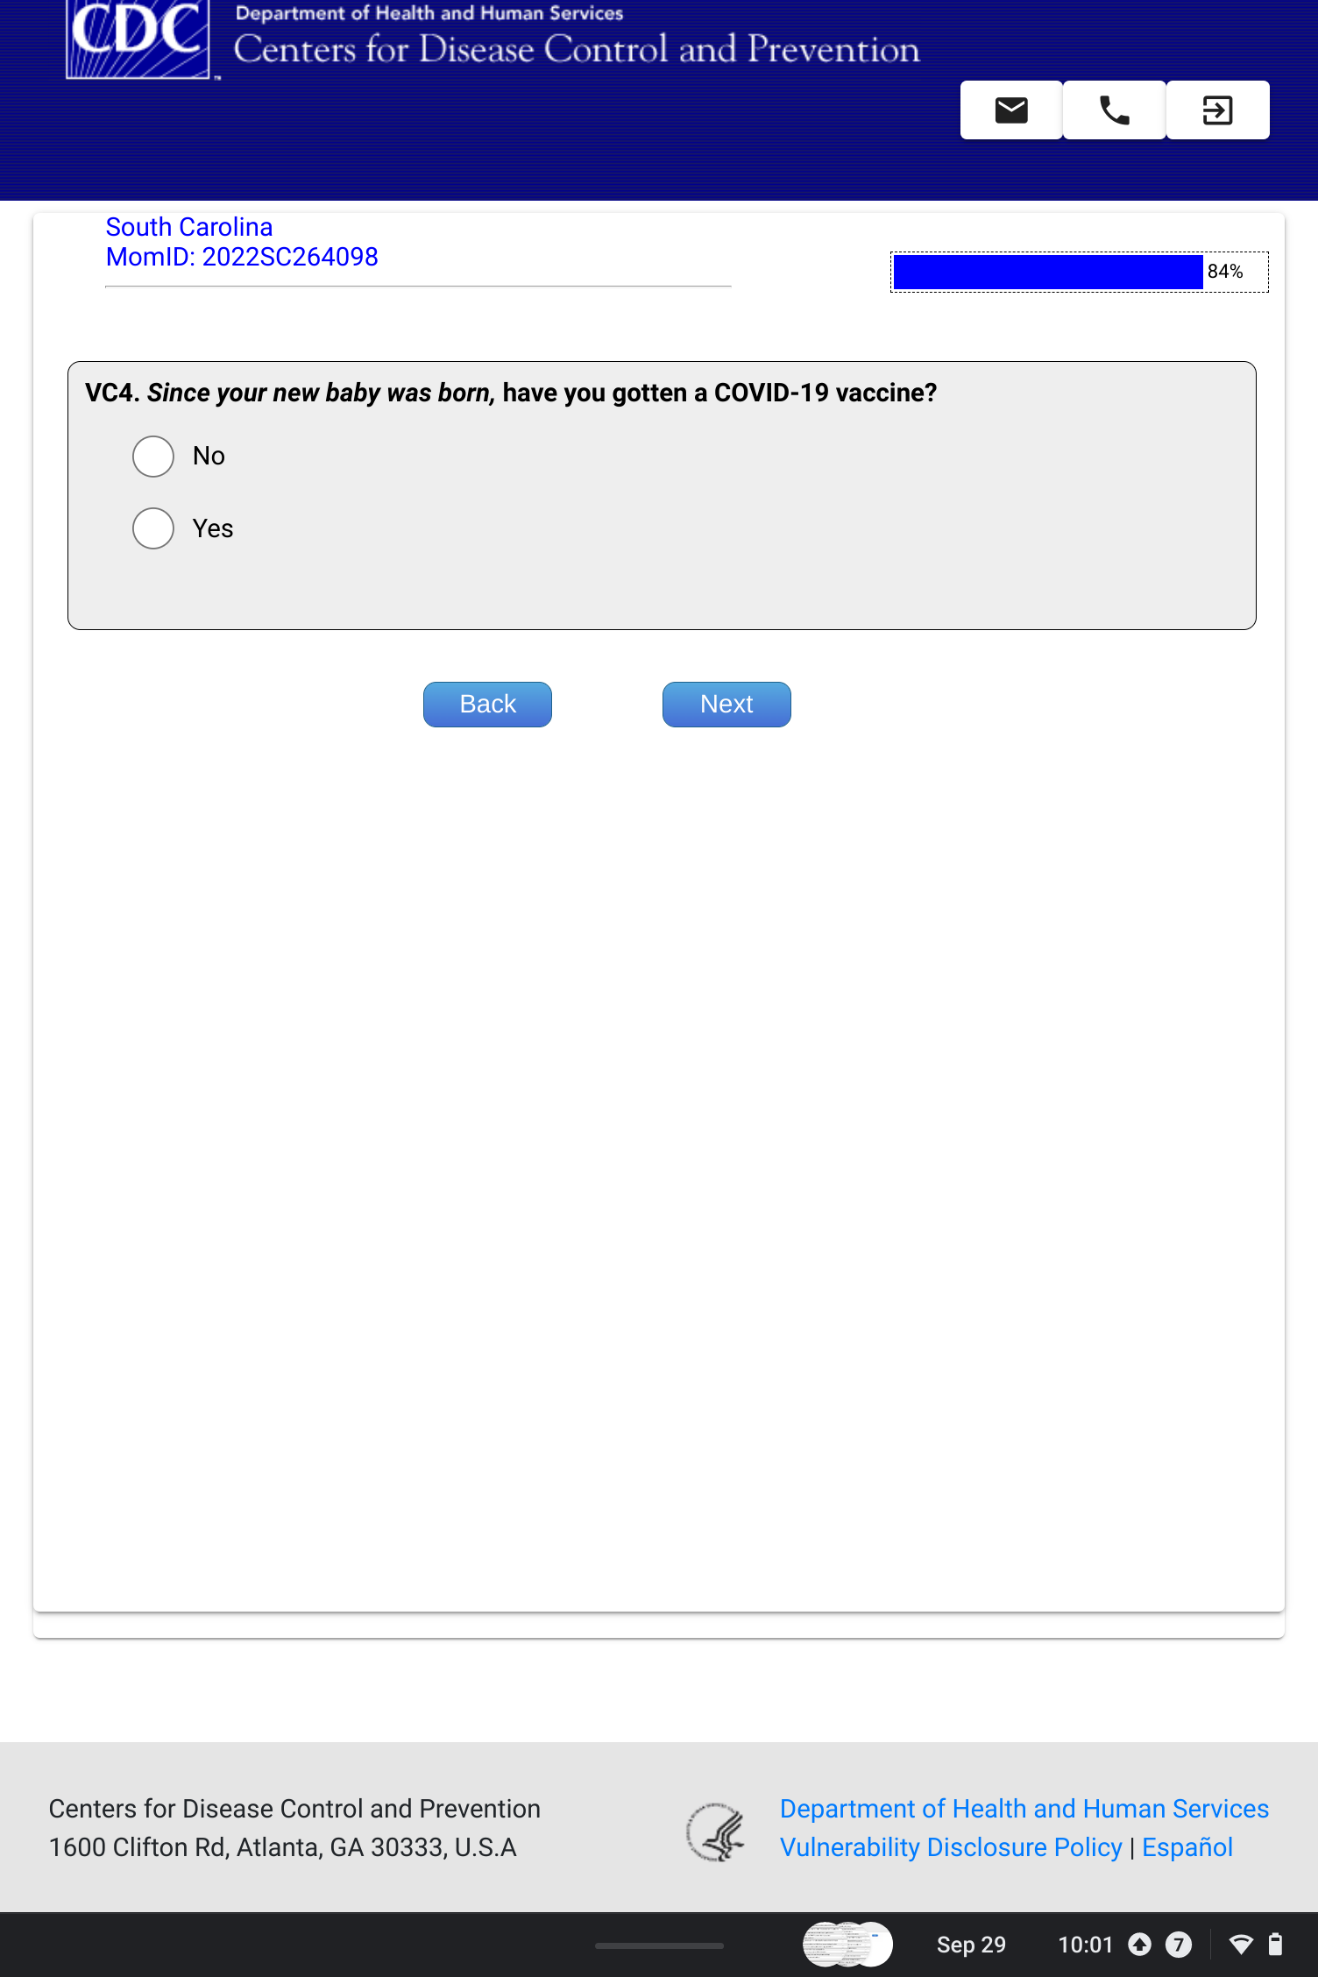 CDC
Department of Health and Human Services
Centers for Disease Control and Prevention
TM
South Carolina
MomID: 2022SC264098
84%
VC4. Since your new baby was born, have you gotten a COVID-19 vaccine?
No
Yes
Back
Next
Centers for Disease Control and Prevention
1600 Clifton Rd, Atlanta, GA 30333, U.S.A
Department of Health and Human Services
Vulnerability Disclosure Policy | Español
Sep 29
10:01
7